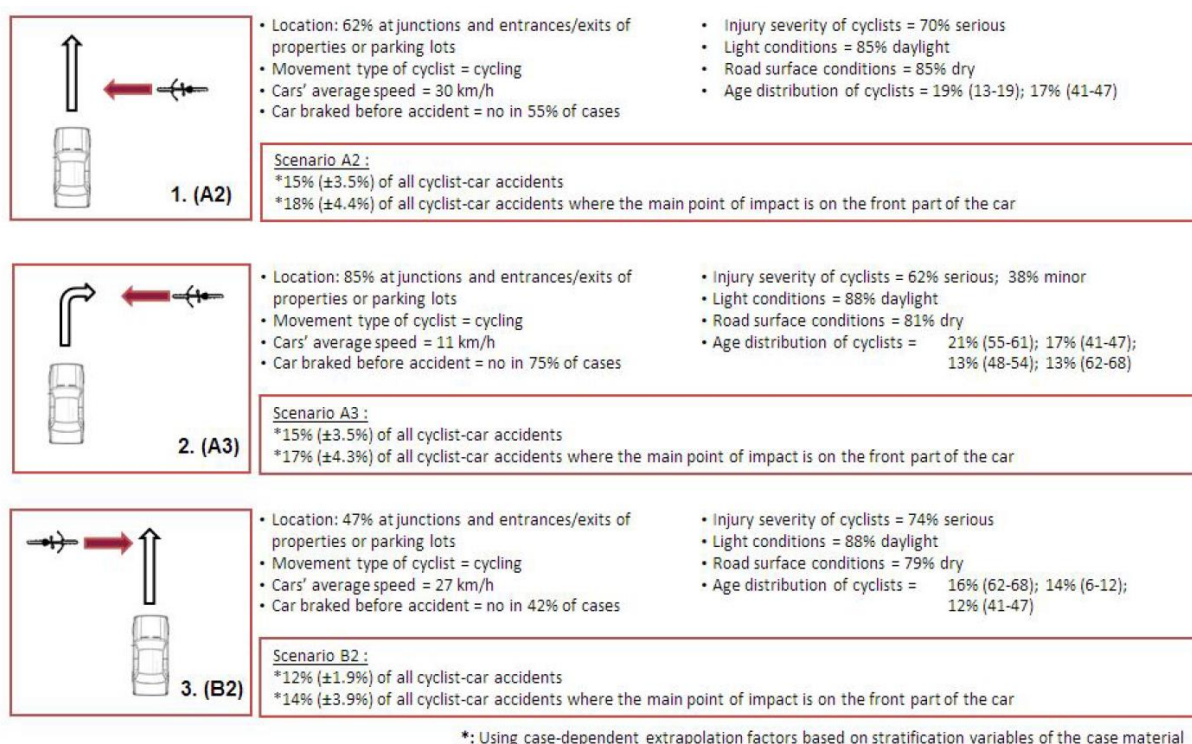 • Location: 62% at junctions and entrances/exits of
properties or parking lots
• Movement type of cyclist = cycling
• Cars' average speed = 30 km/h
• Car braked before accident = no in 55% of cases
• Injury severity of cyclists = 70% serious
• Light conditions = 85% daylight
• Road surface conditions = 85% dry
• Age distribution of cyclists = 19% (13-19); 17% (41-47)
1. (A2)
Scenario A2 :
*15% (±3.5%) of all cyclist-car accidents
*18% (±4.4%) of all cyclist-car accidents where the main point of impact is on the front part of the car
• Location: 85% at junctions and entrances/exits of
properties or parking lots
• Movement type of cyclist = cycling
• Cars' average speed = 11 km/h
• Car braked before accident = no in 75% of cases
• Injury severity of cyclists = 62% serious; 38% minor
• Light conditions = 88% daylight
• Road surface conditions = 81% dry
• Age distribution of cyclists = 21% (55-61); 17% (41-47);
13% (48-54); 13% (62-68)
2. (A3)
Scenario A3 :
*15% (±3.5%) of all cyclist-car accidents
*17% (±4.3%) of all cyclist-car accidents where the main point of impact is on the front part of the car
• Location: 47% at junctions and entrances/exits of
properties or parking lots
• Movement type of cyclist = cycling
• Cars' average speed = 27 km/h
• Car braked before accident = no in 42% of cases
• Injury severity of cyclists = 74% serious
• Light conditions = 88% daylight
• Road surface conditions = 79% dry
• Age distribution of cyclists = 16% (62-68); 14% (6-12);
12% (41-47)
3. (B2)
Scenario B2 :
*12% (±1.9%) of all cyclist-car accidents
*14% (±3.9%) of all cyclist-car accidents where the main point of impact is on the front part of the car
*: Using case-dependent extrapolation factors based on stratification variables of the case material